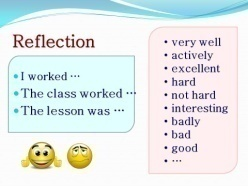 Reflection
• I worked …
• The class worked …
• The lesson was …
• very well
• actively
• excellent
• hard
• not hard
• interesting
• badly
• bad
• good
• …